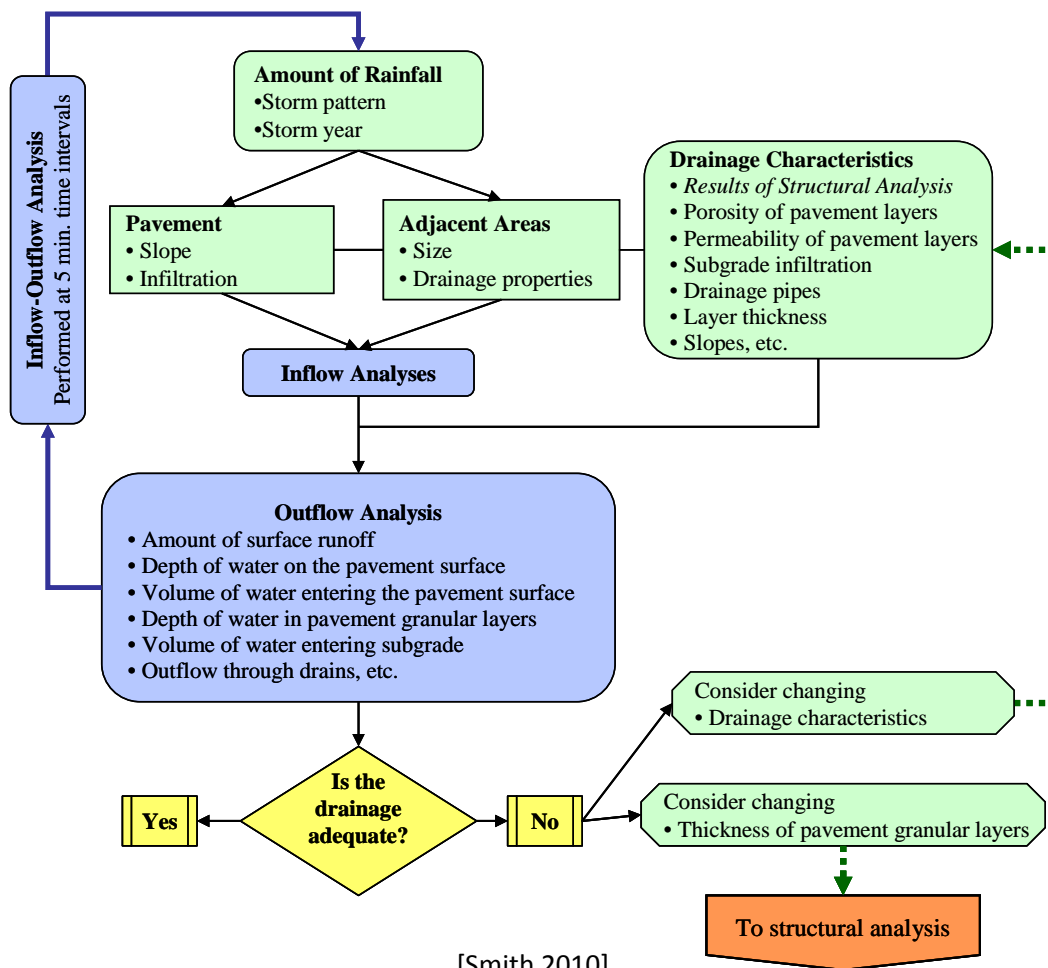 Inflow-Outflow Analysis
Performed at 5 min. time intervals
Amount of Rainfall
•Storm pattern
•Storm year
Pavement
• Slope
• Infiltration
Adjacent Areas
• Size
• Drainage properties
Drainage Characteristics
• Results of Structural Analysis
• Porosity of pavement layers
• Permeability of pavement layers
• Subgrade infiltration
• Drainage pipes
• Layer thickness
• Slopes, etc.
Inflow Analyses
Outflow Analysis
• Amount of surface runoff
• Depth of water on the pavement surface
• Volume of water entering the pavement surface
• Depth of water in pavement granular layers
• Volume of water entering subgrade
• Outflow through drains, etc.
Is the
drainage
adequate?
Yes
No
Consider changing
• Drainage characteristics
Consider changing
• Thickness of pavement granular layers
To structural analysis
[Smith 2010]